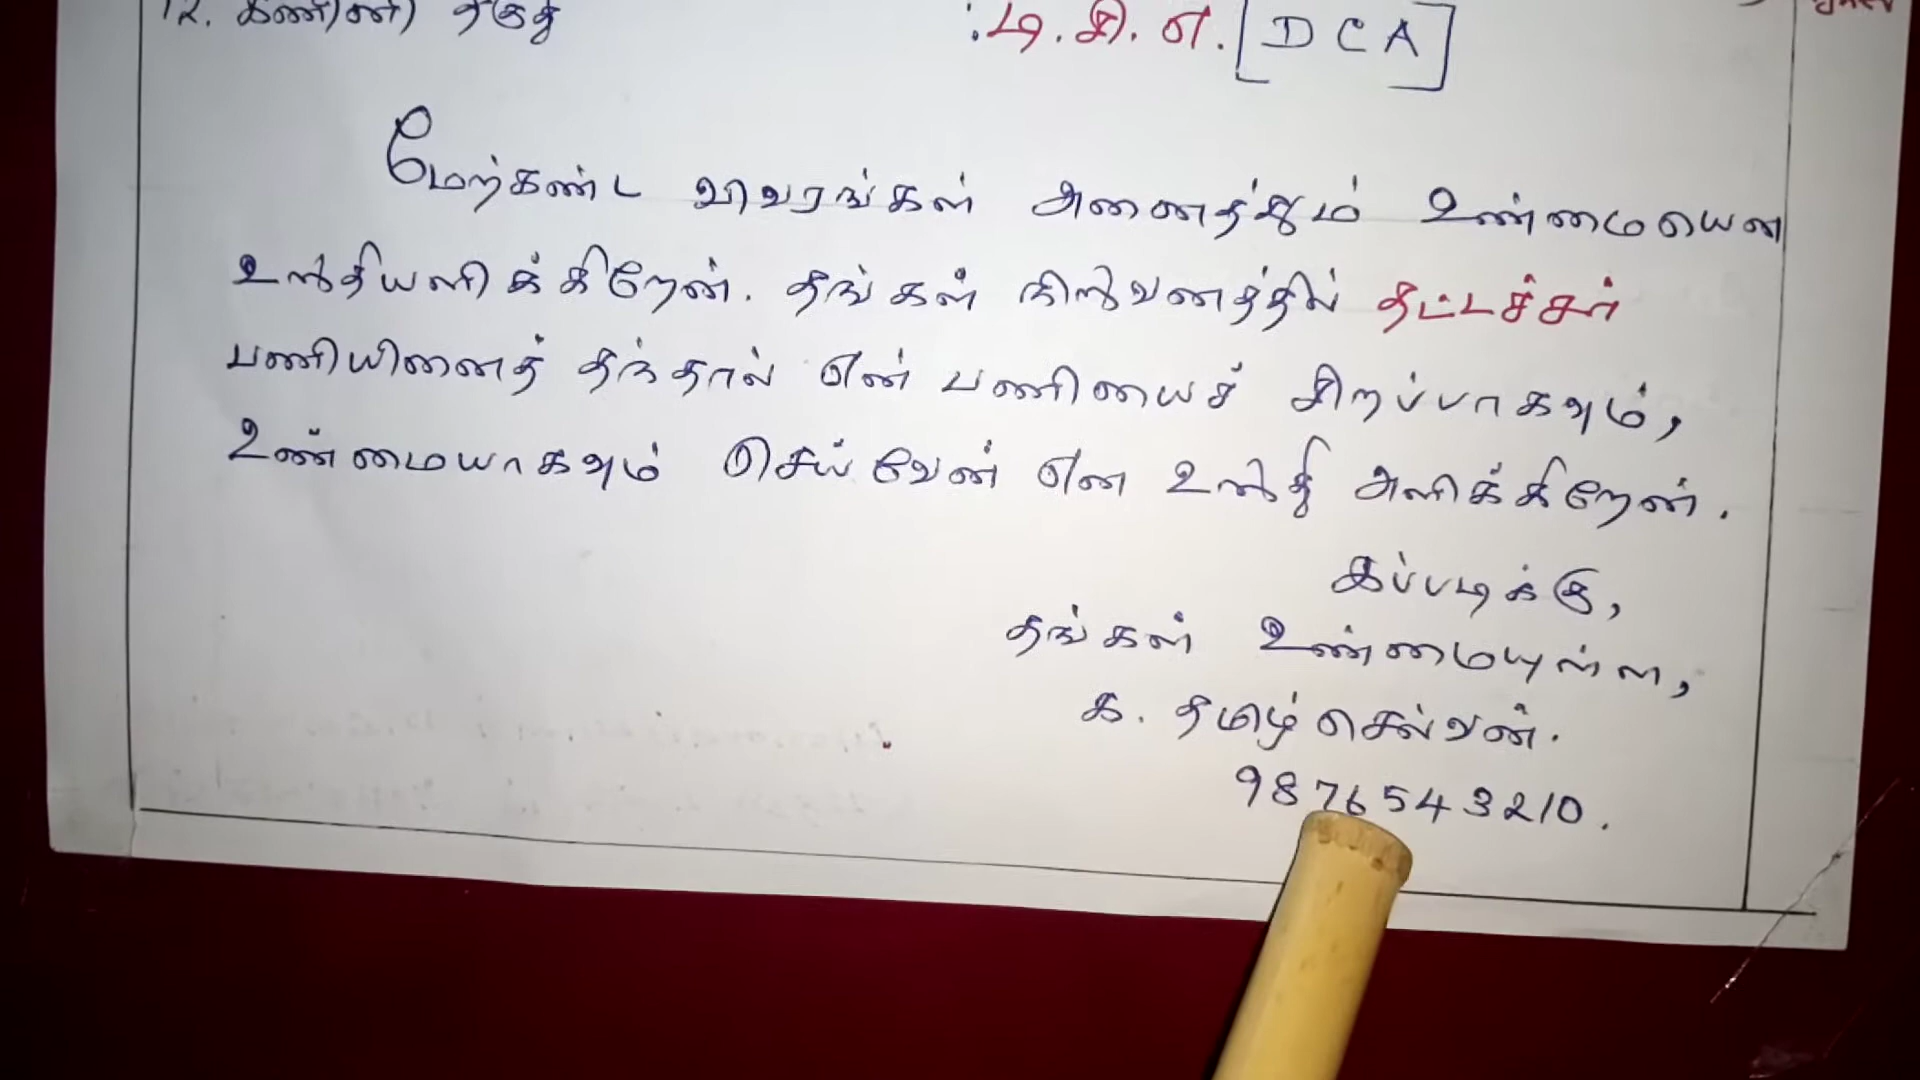 12. கணினி தகுதி : டி.சி.எ. [DCA]
மேற்கண்ட விவரங்கள் அனைத்தும் உண்மையென
உறுதியளிக்கிறேன். தங்கள் நிறுவனத்தில் தட்டச்சர்
பணியினைத் தந்தால் என் பணியைச் சிறப்பாகவும்,
உண்மையாகவும் செய்வேன் என உறுதி அளிக்கிறேன்.
இப்படிக்கு,
தங்கள் உண்மையுள்ள,
க. தமிழ்செல்வன்.
9876543210.